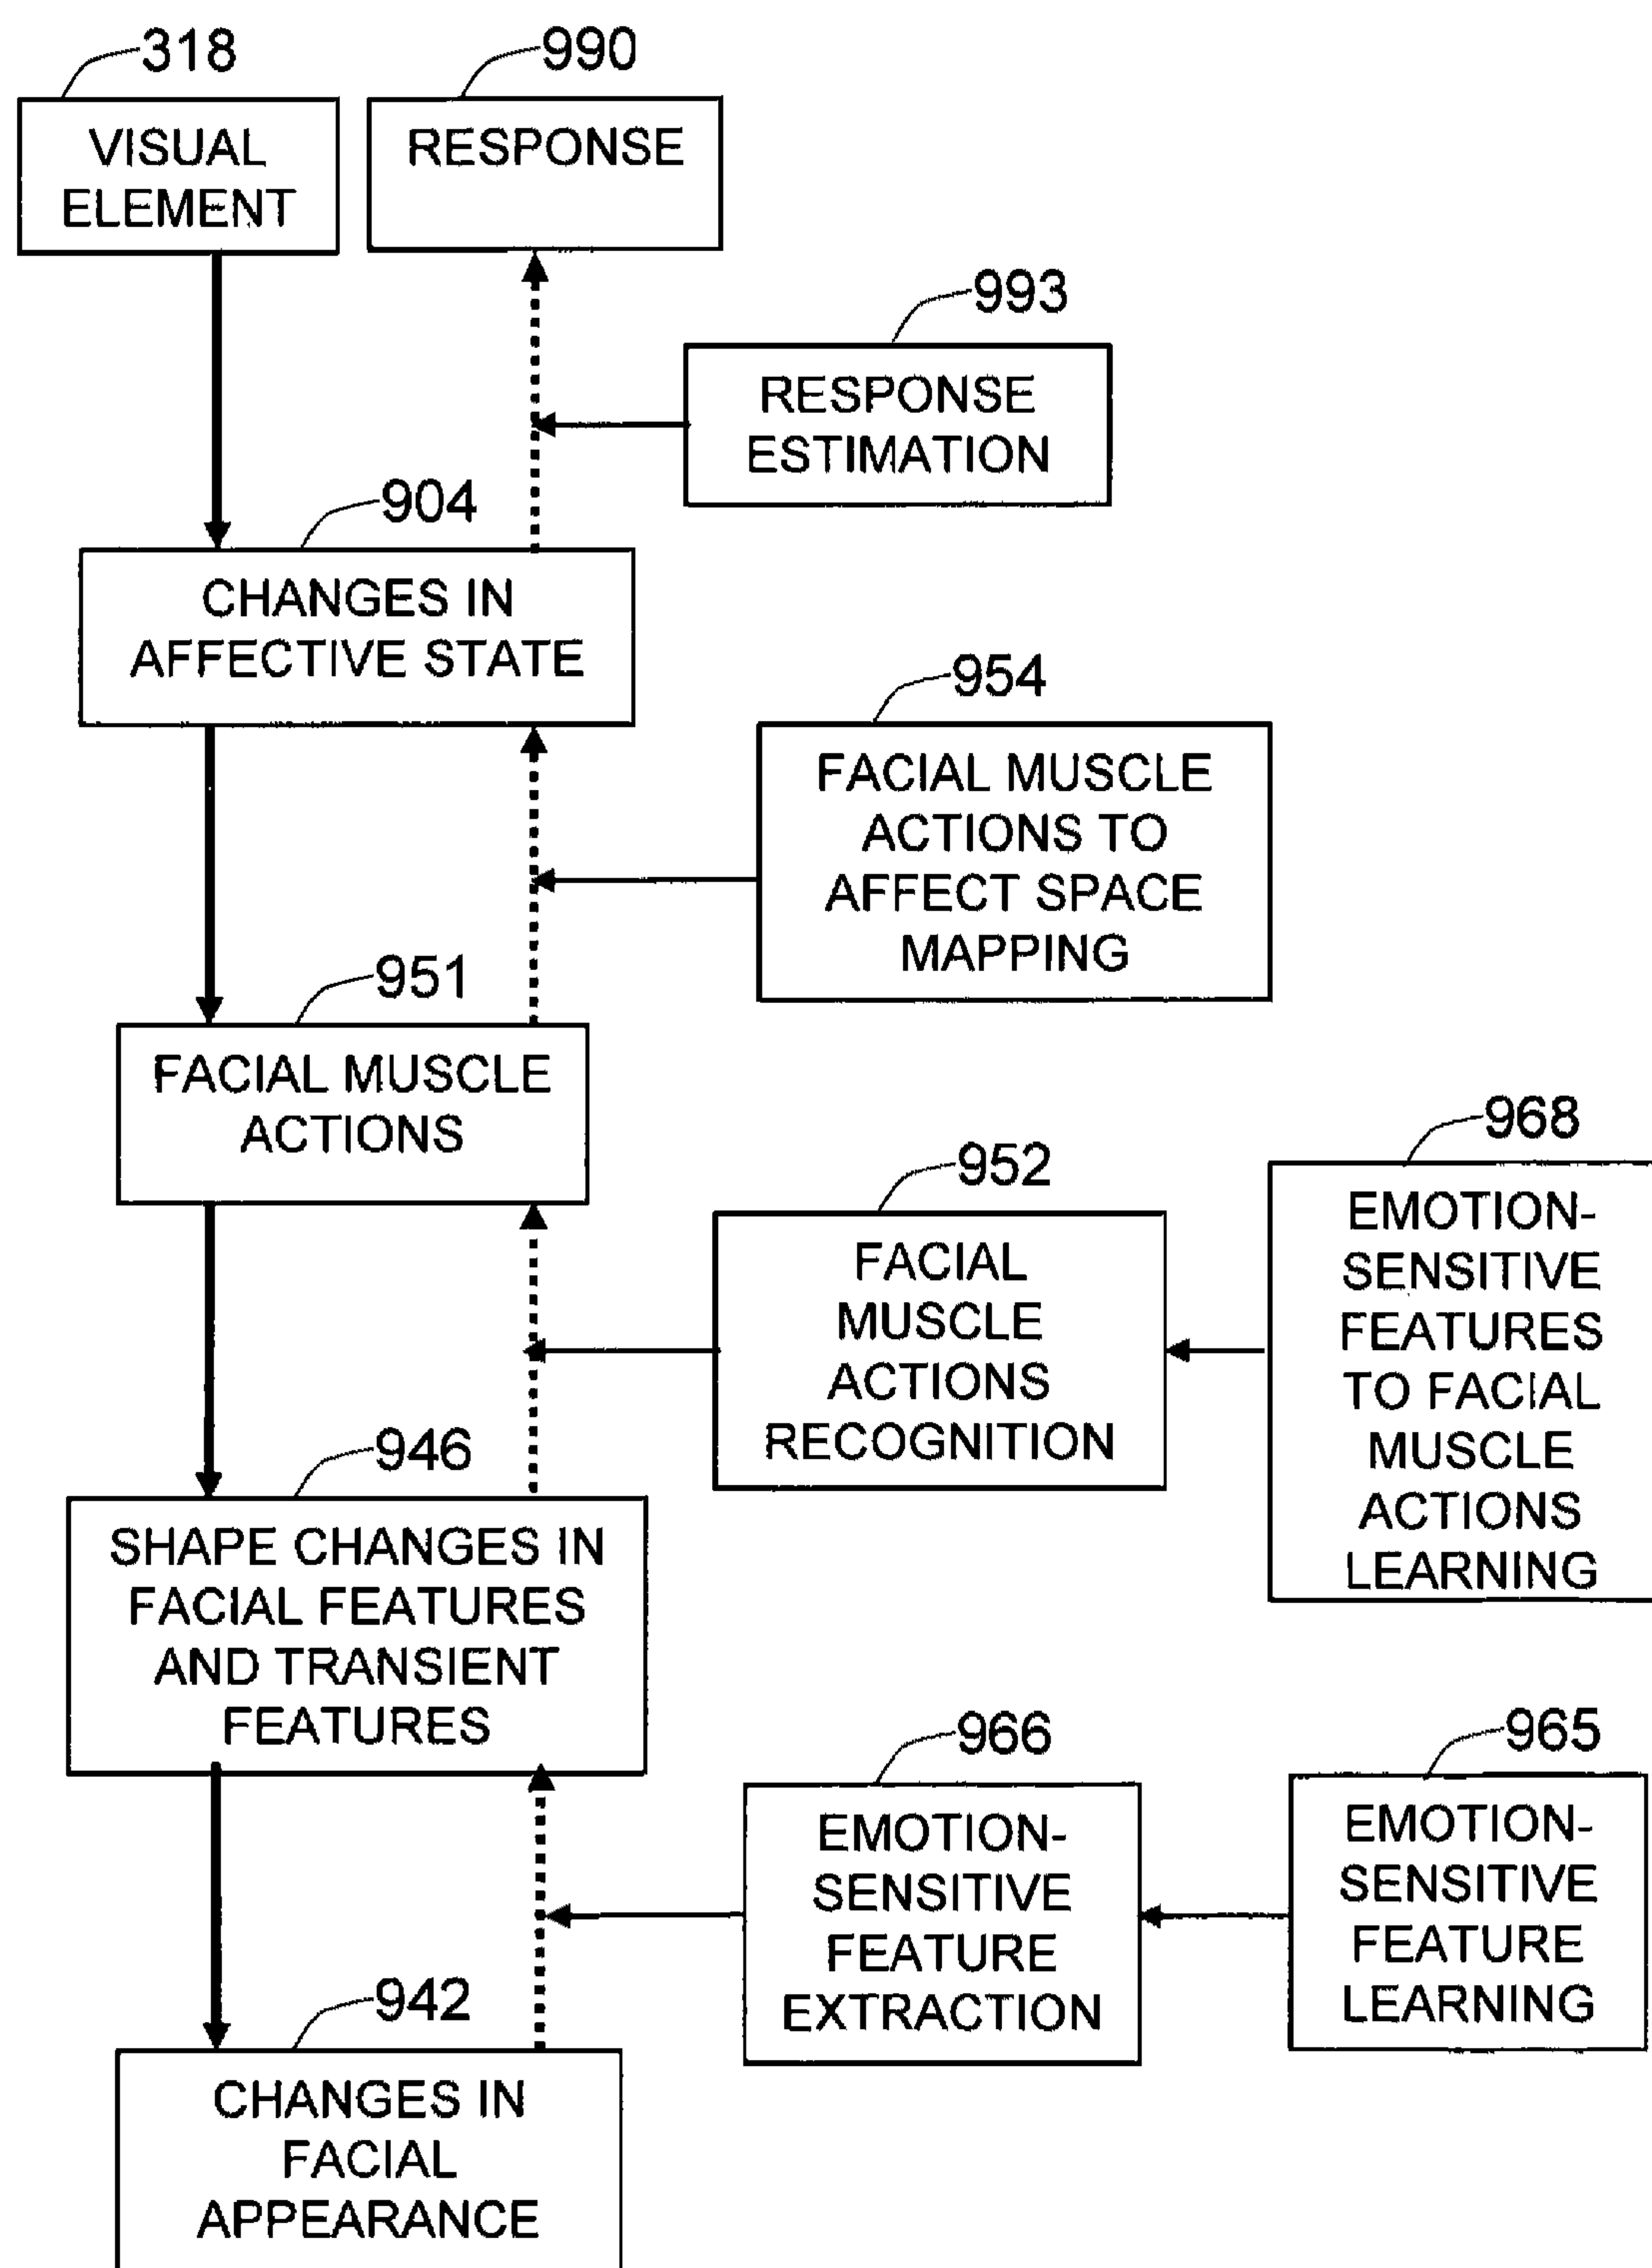 318
990
VISUAL
ELEMENT
RESPONSE
993
RESPONSE
ESTIMATION
904
CHANGES IN
AFFECTIVE STATE
954
FACIAL MUSCLE
ACTIONS TO
AFFECT SPACE
MAPPING
951
FACIAL MUSCLE
ACTIONS
968
EMOTION-
SENSITIVE
FEATURES
TO FACIAL
MUSCLE
ACTIONS
LEARNING
952
FACIAL
MUSCLE
ACTIONS
RECOGNITION
946
SHAPE CHANGES IN
FACIAL FEATURES
AND TRANSIENT
FEATURES
966
EMOTION-
SENSITIVE
FEATURE
EXTRACTION
965
EMOTION-
SENSITIVE
FEATURE
LEARNING
942
CHANGES IN
FACIAL
APPEARANCE